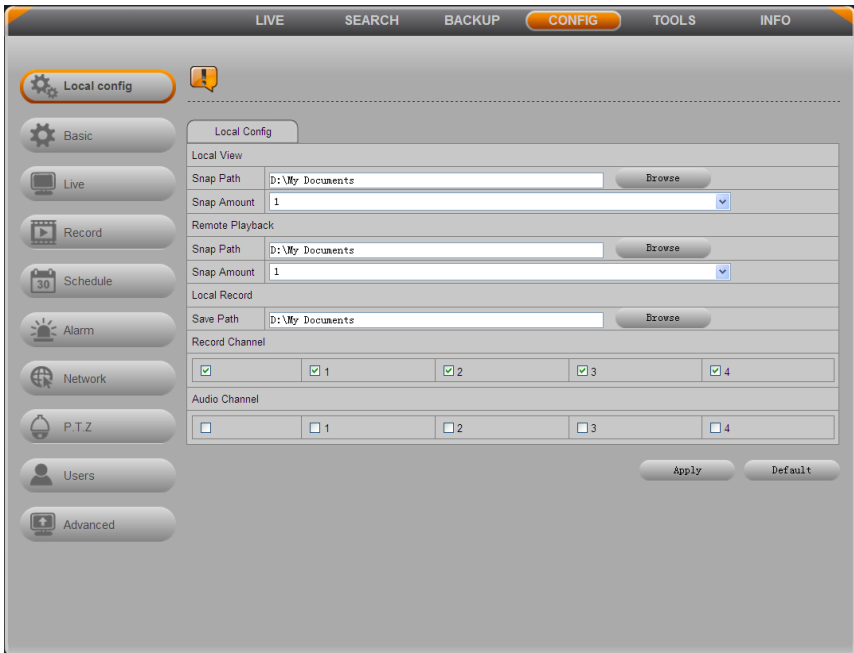 LIVE SEARCH BACKUP CONFIG TOOLS INFO
Local config
Basic
Live
Record
30 Schedule
Alarm
Network
P.T.Z
Users
Advanced
Local Config
Local View
Snap Path D:\My Documents Browse
Snap Amount 1
Remote Playback
Snap Path D:\My Documents Browse
Snap Amount 1
Local Record
Save Path D:\My Documents Browse
Record Channel
1 2 3 4
Audio Channel
1 2 3 4
Apply Default